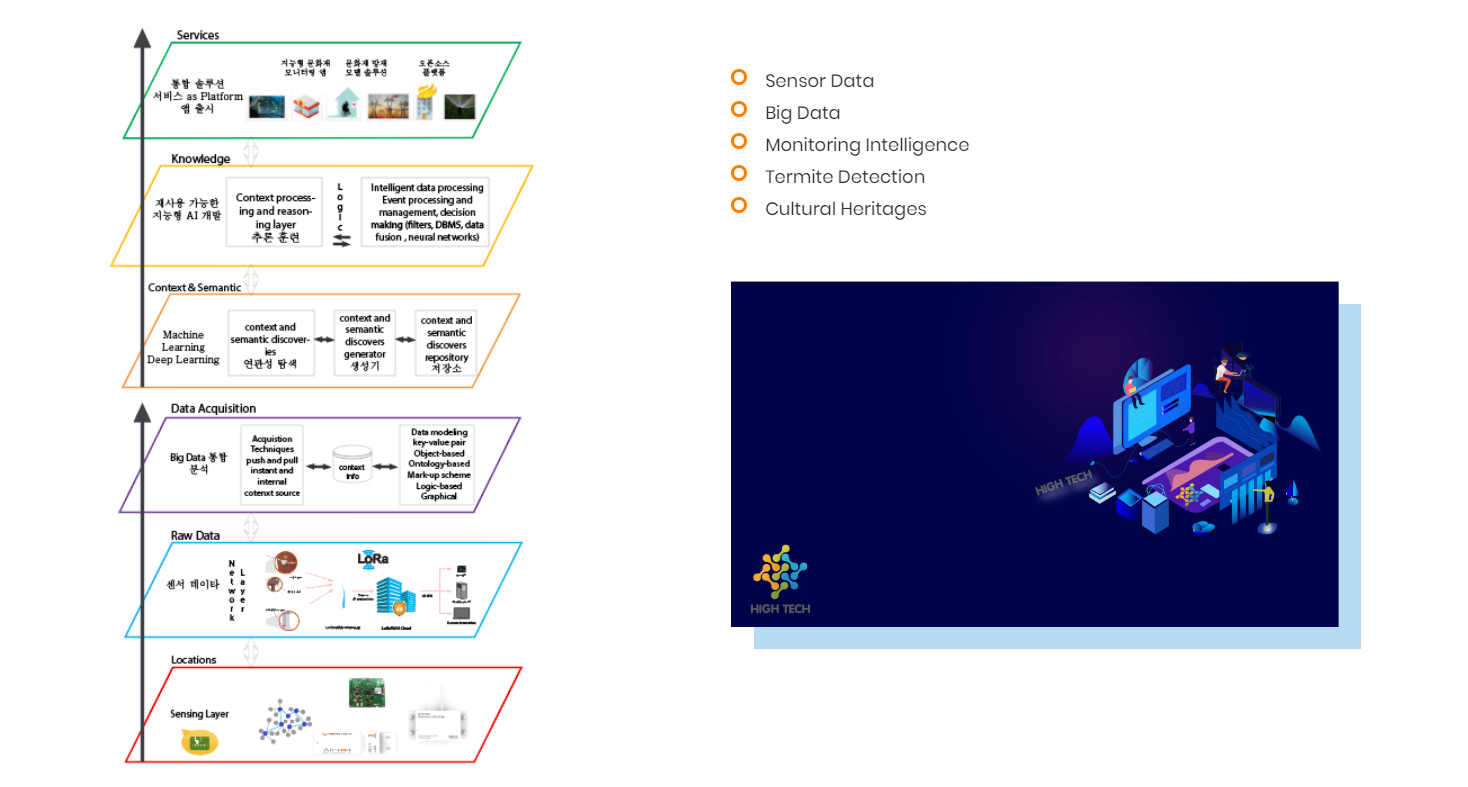 Services
지능형 문화재
모니터링 앱
문화재 방재
모델 솔루션
오픈소스
플랫폼
통합 솔루션
서비스 as Platform
앱 출시
Knowledge
재사용 가능한
지능형 AI 개발
Context process-
ing and reason-
ing layer
추론 훈련
Logic
Intelligent data processing
Event processing and
management, decision
making (filters, DBMS, data
fusion , neural networks)
Context & Semantic
Machine
Learning
Deep Learning
context and
semantic discover-
ies
연관성 탐색
context and
semantic
discovers
generator
생성기
context and
semantic
discovers
repository
저장소
Data Acquisition
Big Data 통합
분석
Acquistion
Techniques
push and pull
instant and
internal
cotenxt source
context
info
Data modeling
key-value pair
Object-based
Ontology-based
Mark-up scheme
Logic-based
Graphical
Raw Data
센서 데이타
Network
Layer
LoRa
Locations
Sensing Layer
Sensor Data
Big Data
Monitoring Intelligence
Termite Detection
Cultural Heritages
HIGH TECH
HIGH TECH